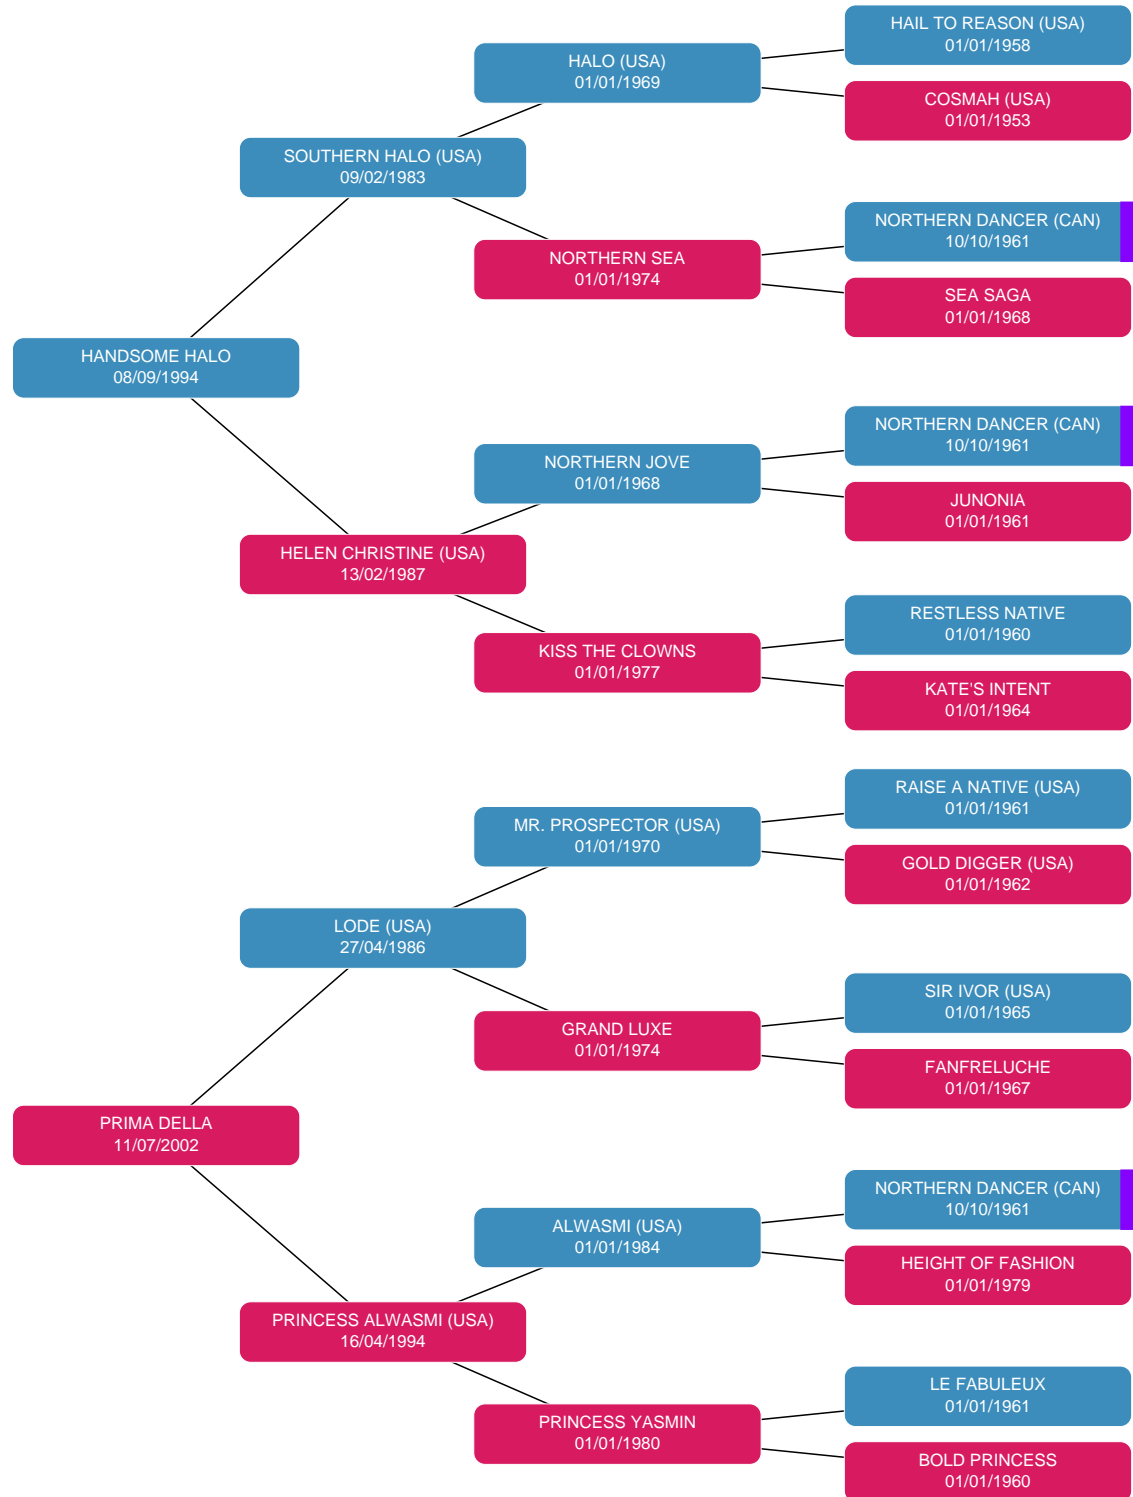 HAIL TO REASON (USA)
01/01/1958
HALO (USA)
01/01/1969
COSMAH (USA)
01/01/1953
SOUTHERN HALO (USA)
09/02/1983
NORTHERN DANCER (CAN)
10/10/1961
NORTHERN SEA
01/01/1974
SEA SAGA
01/01/1968
HANDSOME HALO
08/09/1994
NORTHERN DANCER (CAN)
10/10/1961
NORTHERN JOVE
01/01/1968
JUNONIA
01/01/1961
HELEN CHRISTINE (USA)
13/02/1987
RESTLESS NATIVE
01/01/1960
KISS THE CLOWNS
01/01/1977
KATE'S INTENT
01/01/1964
RAISE A NATIVE (USA)
01/01/1961
MR. PROSPECTOR (USA)
01/01/1970
GOLD DIGGER (USA)
01/01/1962
LODE (USA)
27/04/1986
SIR IVOR (USA)
01/01/1965
GRAND LUXE
01/01/1974
FANFRELUCHE
01/01/1967
PRIMA DELLA
11/07/2002
NORTHERN DANCER (CAN)
10/10/1961
ALWASMI (USA)
01/01/1984
HEIGHT OF FASHION
01/01/1979
PRINCESS ALWASMI (USA)
16/04/1994
LE FABULEUX
01/01/1961
PRINCESS YASMIN
01/01/1980
BOLD PRINCESS
01/01/1960